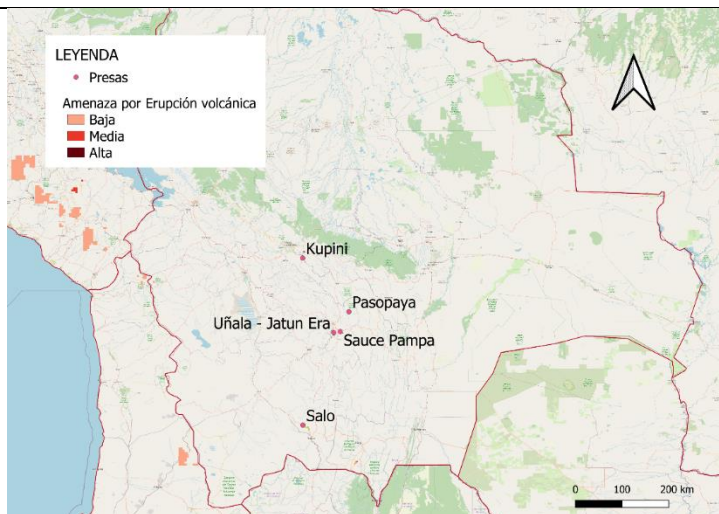 LEYENDA
Presas
Amenaza por Erupción volcánica
Baja
Media
Alta
Kupini
Pasopaya
Uñala - Jatun Era
Sauce Pampa
Salo
0 100 200 km